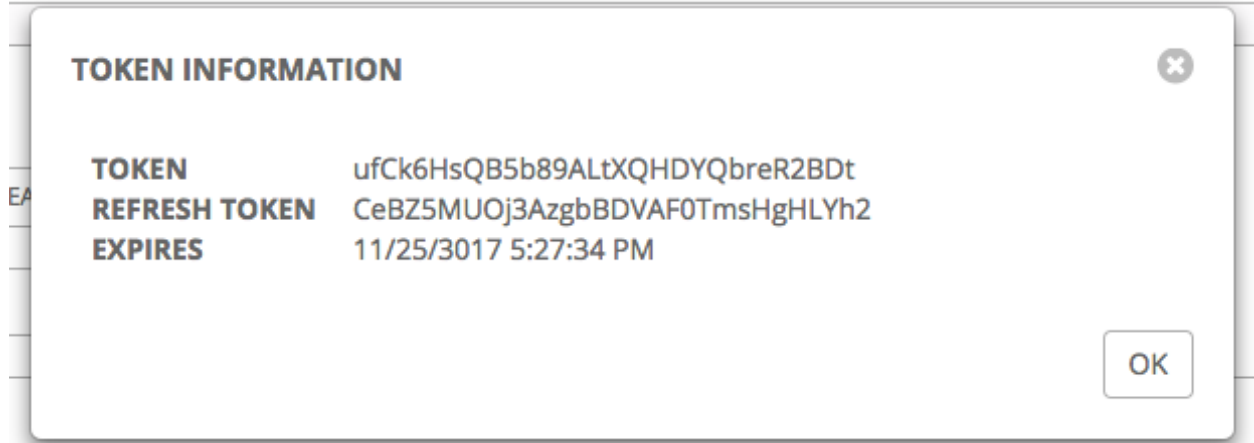 TOKEN INFORMATION
TOKEN ufCk6HsQB5b89ALtXQHDYQbreR2BDt
REFRESH TOKEN CeBZ5MUOj3AzgbBDVAF0TmsHgHLYh2
EXPIRES 11/25/3017 5:27:34 PM
OK